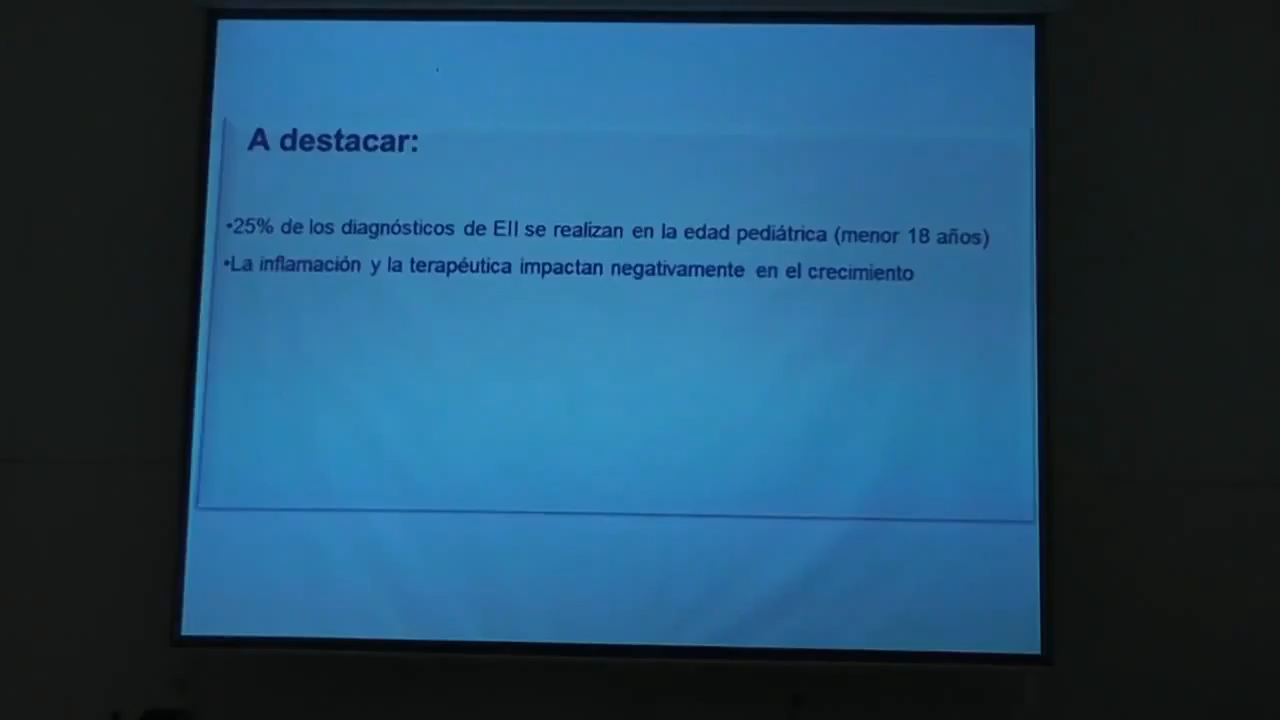 A destacar:
•25% de los diagnósticos de EII se realizan en la edad pediátrica (menor 18 años)
•La inflamación y la terapéutica impactan negativamente en el crecimiento